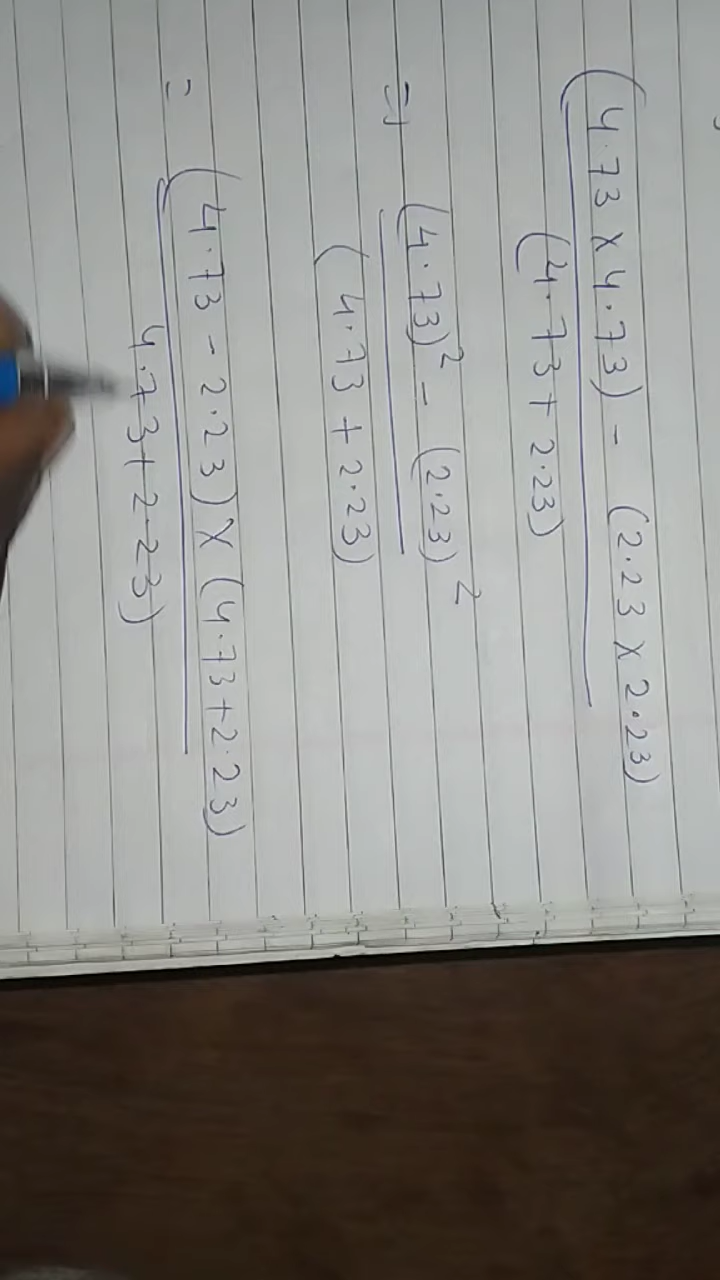 (4.73 × 4.73) - (2.23 × 2.23)
(4.73 + 2.23)
⇒ (4.73)² - (2.23)²
(4.73 + 2.23)
= (4.73 - 2.23) × (4.73 + 2.23)
4.73 + 2.23)